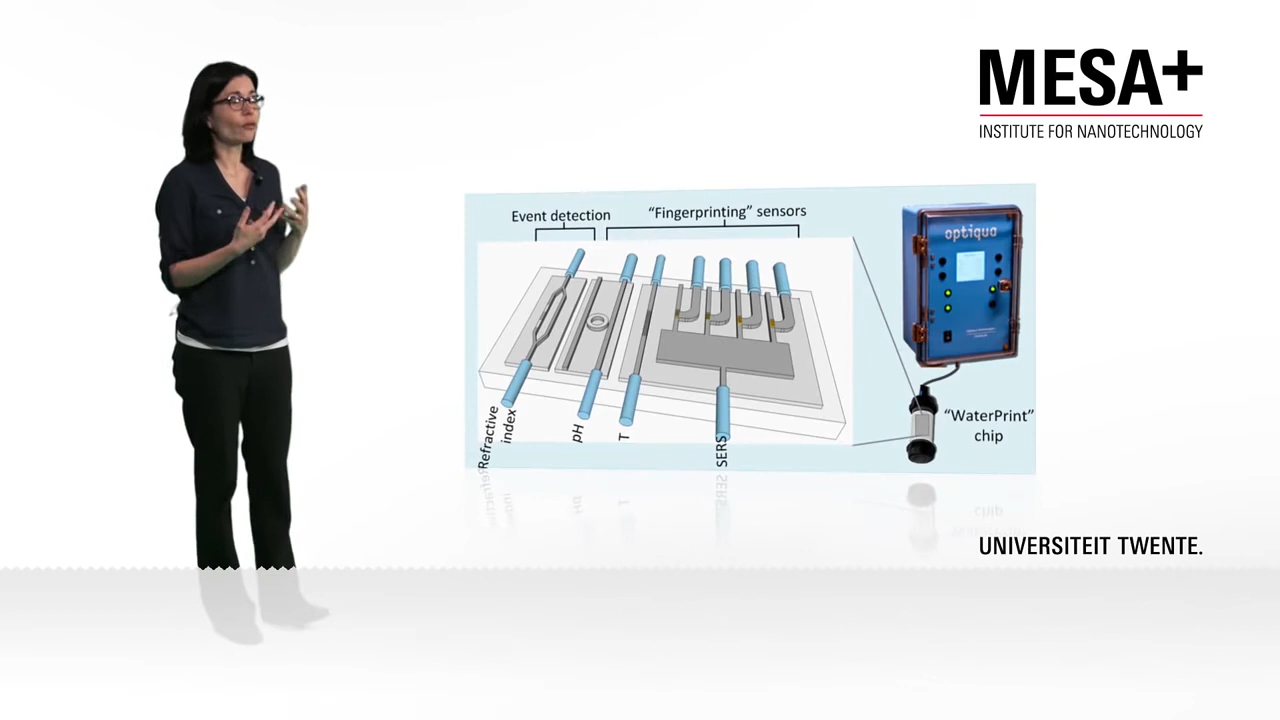 MESA+
INSTITUTE FOR NANOTECHNOLOGY
Event detection
“Fingerprinting” sensors
optiqua
Refractive
index
pH
T
SERS
“WaterPrint”
chip
UNIVERSITEIT TWENTE.